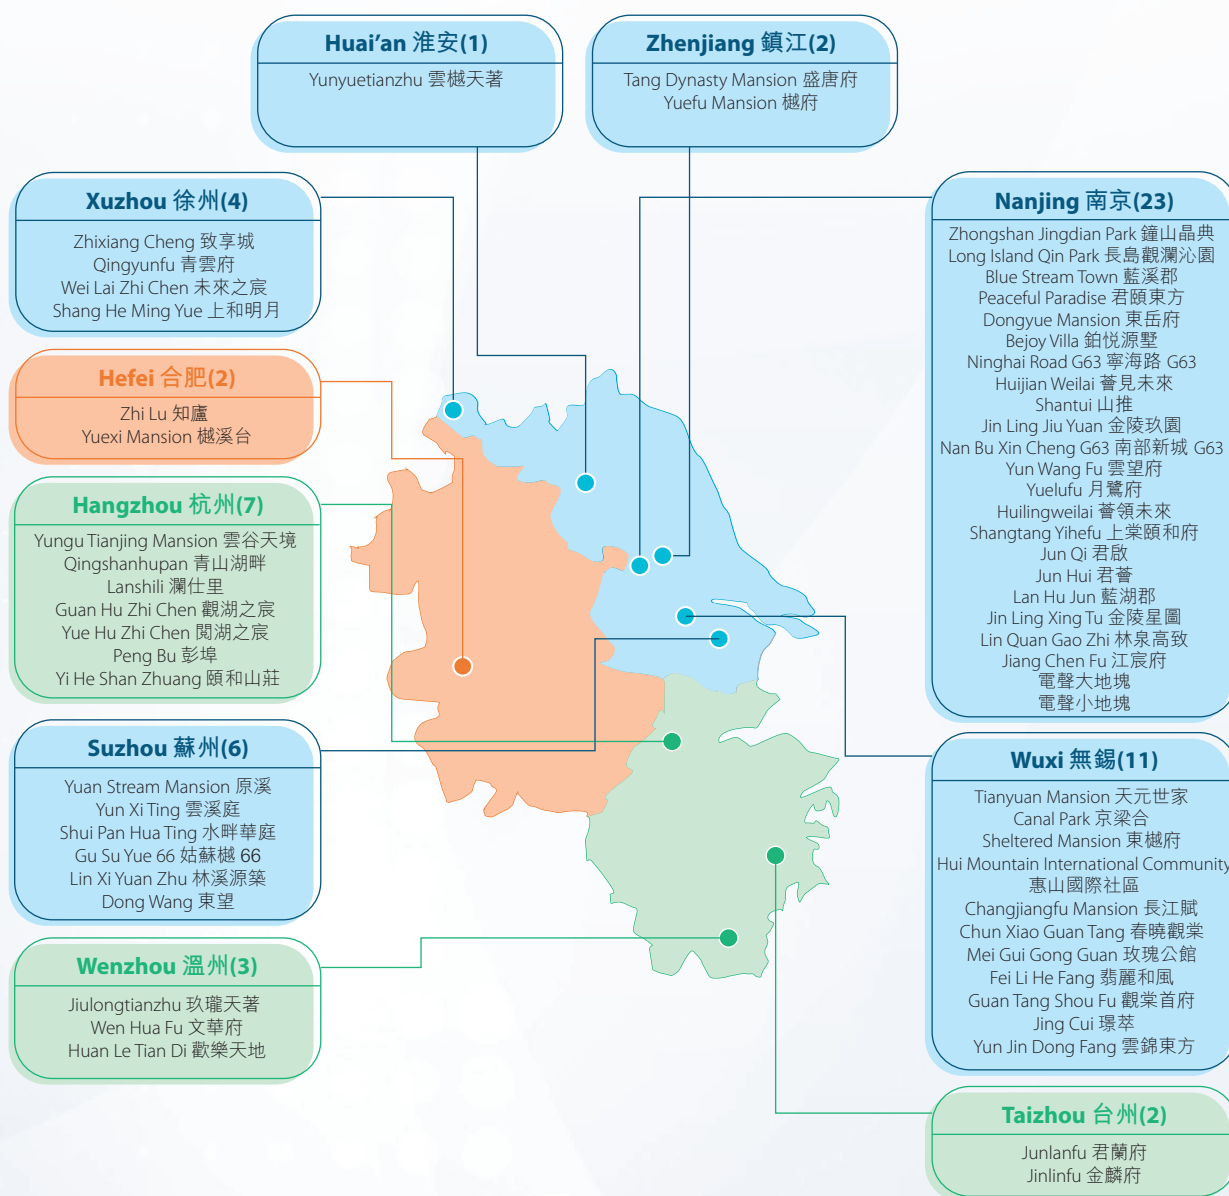 Huai’an 淮安(1)
Yunyuetianzhu 雲樾天著
Zhenjiang 鎮江(2)
Tang Dynasty Mansion 盛唐府
Yuefu Mansion 樾府
Xuzhou 徐州(4)
Zhixiang Cheng 致享城
Qingyunfu 青雲府
Wei Lai Zhi Chen 未來之宸
Shang He Ming Yue 上和明月
Hefei 合肥(2)
Zhi Lu 知廬
Yuexi Mansion 樾溪台
Hangzhou 杭州(7)
Yungu Tianjing Mansion 雲谷天境
Qingshanhupan 青山湖畔
Lanshili 瀾仕里
Guan Hu Zhi Chen 觀湖之宸
Yue Hu Zhi Chen 閱湖之宸
Peng Bu 彭埠
Yi He Shan Zhuang 頤和山莊
Suzhou 蘇州(6)
Yuan Stream Mansion 原溪
Yun Xi Ting 雲溪庭
Shui Pan Hua Ting 水畔華庭
Gu Su Yue 66 姑蘇樾 66
Lin Xi Yuan Zhu 林溪源築
Dong Wang 東望
Wenzhou 溫州(3)
Jiulongtianzhu 玖瓏天著
Wen Hua Fu 文華府
Huan Le Tian Di 歡樂天地
Nanjing 南京(23)
Zhongshan Jingdian Park 鐘山晶典
Long Island Qin Park 長島觀瀾沁園
Blue Stream Town 藍溪郡
Peaceful Paradise 君頤東方
Dongyue Mansion 東岳府
Bejoy Villa 鉑悅源墅
Ninghai Road G63 寧海路 G63
Huijian Weilai 薈見未來
Shantui 山推
Jin Ling Jiu Yuan 金陵玖園
Nan Bu Xin Cheng G63 南部新城 G63
Yun Wang Fu 雲望府
Yuelufu 月鷺府
Huilingweilai 薈領未來
Shangtang Yihefu 上棠頤和府
Jun Qi 君啟
Jun Hui 君薈
Lan Hu Jun 藍湖郡
Jin Ling Xing Tu 金陵星圖
Lin Quan Gao Zhi 林泉高致
Jiang Chen Fu 江宸府
電聲大地塊
電聲小地塊
Wuxi 無錫(11)
Tianyuan Mansion 天元世家
Canal Park 京梁合
Sheltered Mansion 東樾府
Hui Mountain International Community
惠山國際社區
Changjiangfu Mansion 長江賦
Chun Xiao Guan Tang 春曉觀棠
Mei Gui Gong Guan 玫瑰公館
Fei Li He Fang 翡麗和風
Guan Tang Shou Fu 觀棠首府
Jing Cui 璟萃
Yun Jin Dong Fang 雲錦東方
Taizhou 台州(2)
Junlanfu 君蘭府
Jinlinfu 金麟府